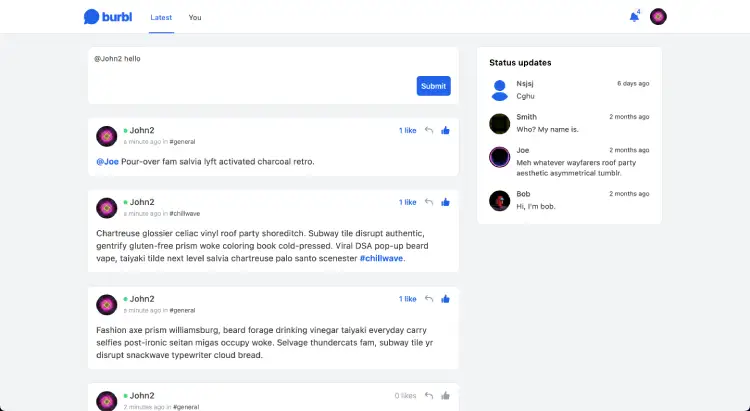 burbl
Latest
You
4
@John2 hello
Submit
John2
1 like
a minute ago in #general
@Joe Pour-over fam salvia lyft activated charcoal retro.
John2
1 like
a minute ago in #chillwave
Chartreuse glossier celiac vinyl roof party shoreditch. Subway tile disrupt authentic,
gentrify gluten-free prism woke coloring book cold-pressed. Viral DSA pop-up beard
vape, taiyaki tilde next level salvia chartreuse palo santo scenester #chillwave.
John2
1 like
a minute ago in #general
Fashion axe prism williamsburg, beard forage drinking vinegar taiyaki everyday carry
selfies post-ironic seitan migas occupy woke. Selvage thundercats fam, subway tile yr
disrupt snackwave typewriter cloud bread.
John2
0 likes
2 minutes ago in #general
Status updates
Nsjsj
6 days ago
Cghu
Smith
2 months ago
Who? My name is.
Joe
2 months ago
Meh whatever wayfarers roof party
aesthetic asymmetrical tumblr.
Bob
2 months ago
Hi, I'm bob.